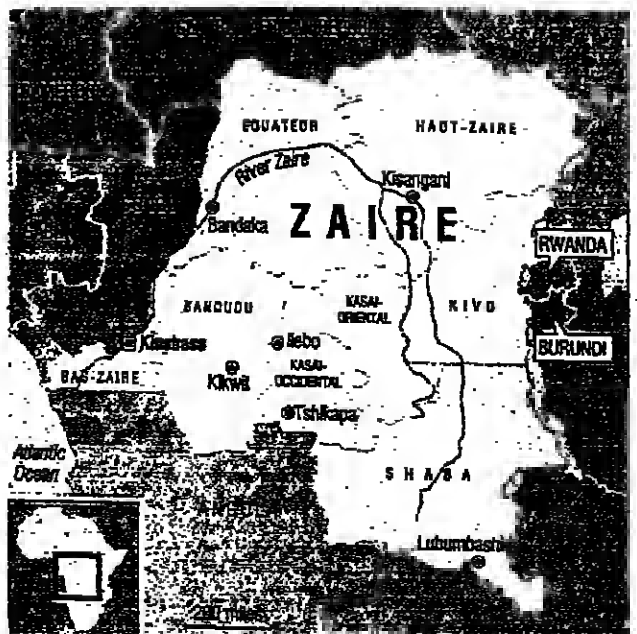 EQUATEUR
HAUT-ZAIRE
River Zaire
Kisangani
Bandaka
ZAIRE
RWANDA
BANDUDU
KASAI-
ORIENTAL
KIVU
Ilebo
BURUNDI
KASAI-
OCCIDENTAL
BAS-ZAIRE
Kikwit
Tshikapa
Atlantic
Ocean
SHABA
Lubumbashi